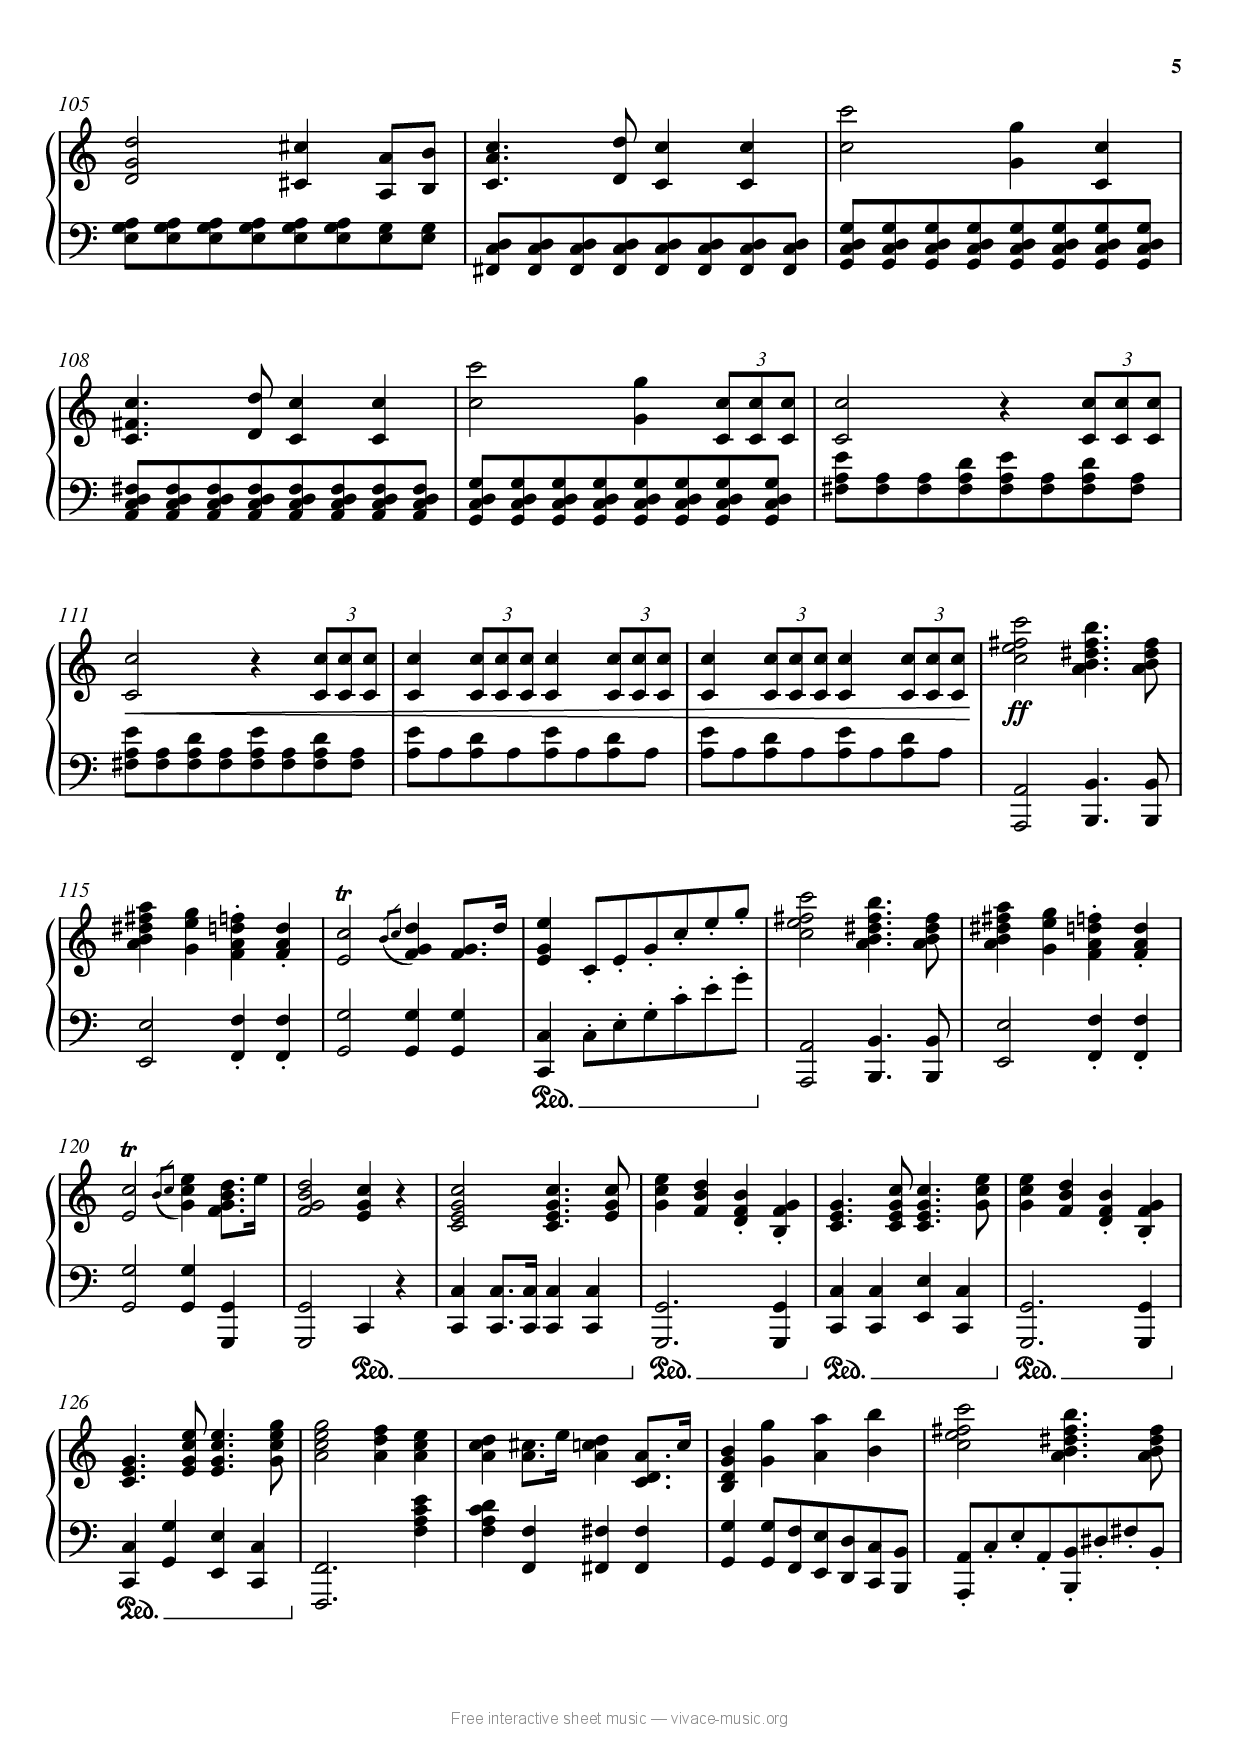 5
105
108
3
3
111
3
3
3
3
3
ff
115
tr
Ped.
120
tr
Ped.
Ped.
Ped.
Ped.
126
Ped.
Free interactive sheet music — vivace-music.org